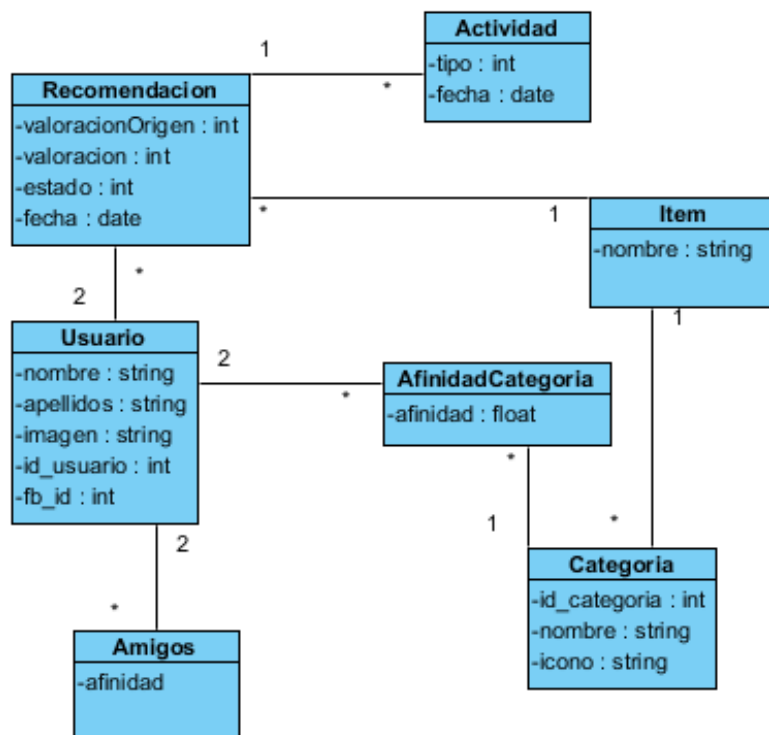 Actividad
-tipo : int
-fecha : date
1
*
Recomendacion
-valoracionOrigen : int
-valoracion : int
-estado : int
-fecha : date
*
1
Item
-nombre : string
*
2
1
Usuario
-nombre : string
-apellidos : string
-imagen : string
-id_usuario : int
-fb_id : int
2
*
AfinidadCategoria
-afinidad : float
*
1
*
2
*
Categoria
-id_categoria : int
-nombre : string
-icono : string
Amigos
-afinidad